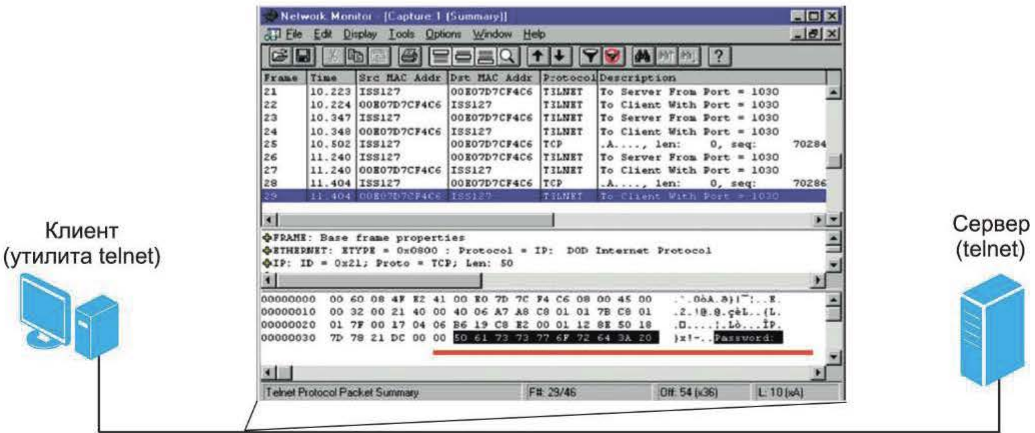 Network Monitor - [Capture 1 (Summary)]
File Edit Display Tools Options Window Help
Frame Time Src MAC Addr Dst MAC Addr Protocol Description
21 10.223 ISS127 00E07D7CF4C6 TELNET To Server From Port = 1030
22 10.224 00E07D7CF4C6 ISS127 TELNET To Client With Port = 1030
23 10.347 ISS127 00E07D7CF4C6 TELNET To Server From Port = 1030
24 10.348 00E07D7CF4C6 ISS127 TELNET To Client With Port = 1030
25 10.502 ISS127 00E07D7CF4C6 TCP .A...., len: 0, seq: 70284
26 11.240 ISS127 00E07D7CF4C6 TELNET To Server From Port = 1030
27 11.240 00E07D7CF4C6 ISS127 TELNET To Client With Port = 1030
28 11.404 ISS127 00E07D7CF4C6 TCP .A...., len: 0, seq: 70286
29 11.404 00E07D7CF4C6 ISS127 TELNET To Client With Port = 1030
FRAME: Base frame properties
ETHERNET: ETYPE = 0x0800 : Protocol = IP: DOD Internet Protocol
IP: ID = 0x21; Proto = TCP; Len: 50
00000000 00 60 08 4F E2 41 00 E0 7D 7C F4 C6 08 00 45 00
00000010 00 32 00 21 40 00 40 06 A7 A8 C8 01 01 7B C8 01
00000020 01 7F 00 17 04 06 B6 19 C8 E2 00 01 12 8E 50 18
00000030 7D 78 21 DC 00 00 50 61 73 73 77 6F 72 64 3A 20 }x!-..Password:
Telnet Protocol Packet Summary F#: 29/46 Off: 54 (x36) L: 10 (xA)
Клиент
(утилита telnet)
Сервер
(telnet)